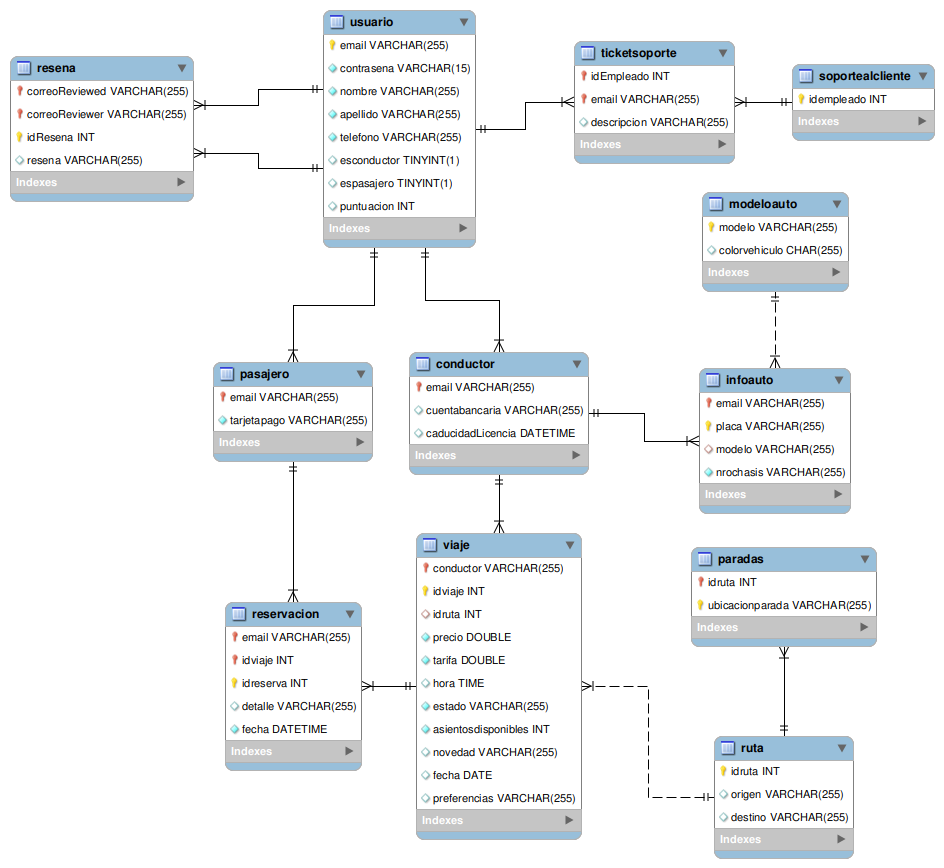 usuario
email VARCHAR(255)
contrasena VARCHAR(15)
nombre VARCHAR(255)
apellido VARCHAR(255)
telefono VARCHAR(255)
esconductor TINYINT(1)
espasajero TINYINT(1)
puntuacion INT
Indexes
resena
correoReviewed VARCHAR(255)
correoReviewer VARCHAR(255)
idResena INT
resena VARCHAR(255)
Indexes
ticketsoporte
idEmpleado INT
email VARCHAR(255)
descripcion VARCHAR(255)
Indexes
soportealcliente
idempleado INT
Indexes
modeloauto
modelo VARCHAR(255)
colorvehiculo CHAR(255)
Indexes
pasajero
email VARCHAR(255)
tarjetapago VARCHAR(255)
Indexes
conductor
email VARCHAR(255)
cuentabancaria VARCHAR(255)
caducidadLicencia DATETIME
Indexes
infoauto
email VARCHAR(255)
placa VARCHAR(255)
modelo VARCHAR(255)
nrochasis VARCHAR(255)
Indexes
viaje
conductor VARCHAR(255)
idviaje INT
idruta INT
precio DOUBLE
tarifa DOUBLE
hora TIME
estado VARCHAR(255)
asientosdisponibles INT
novedad VARCHAR(255)
fecha DATE
preferencias VARCHAR(255)
Indexes
paradas
idruta INT
ubicacionparada VARCHAR(255)
Indexes
reservacion
email VARCHAR(255)
idviaje INT
idreserva INT
detalle VARCHAR(255)
fecha DATETIME
Indexes
ruta
idruta INT
origen VARCHAR(255)
destino VARCHAR(255)
Indexes